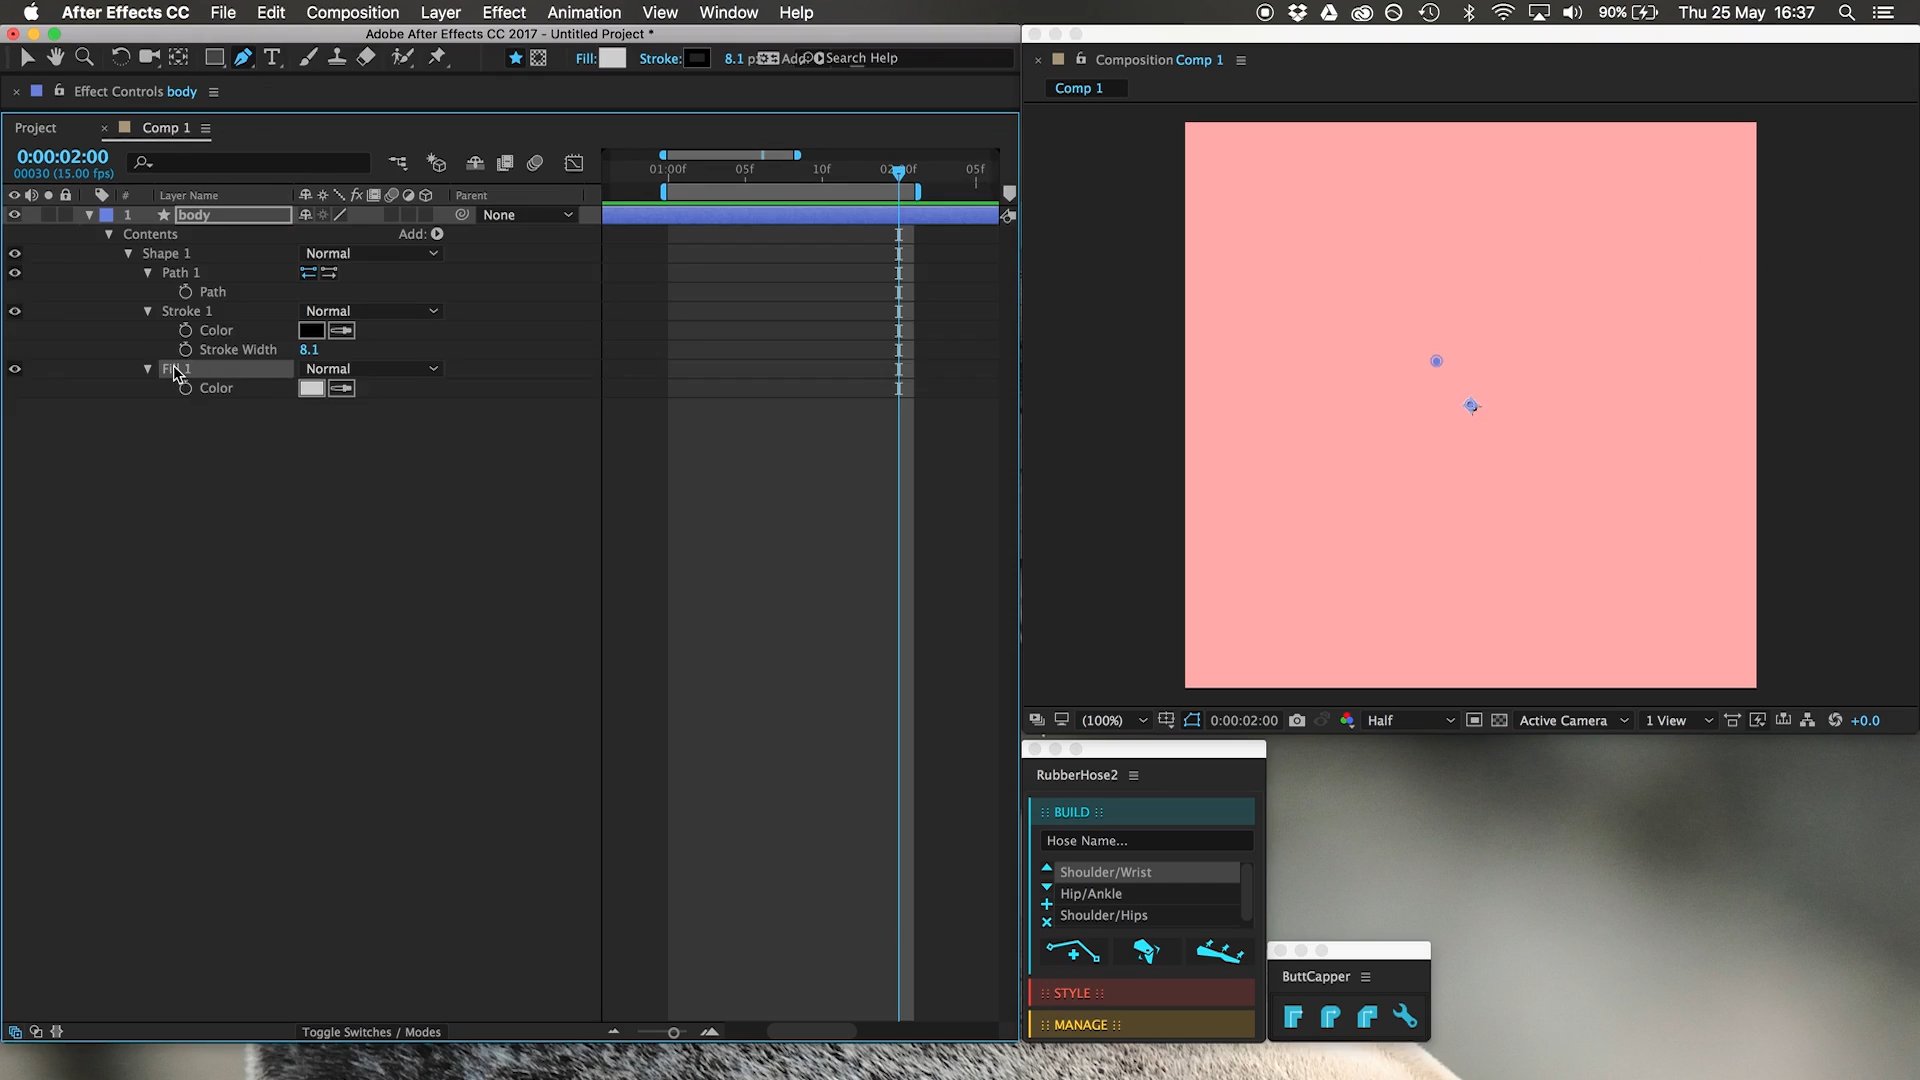 After Effects CC File Edit Composition Layer Effect Animation View Window Help 90% Thu 25 May 16:37
Adobe After Effects CC 2017 - Untitled Project *
Fill: Stroke: 8.1 Search Help
Effect Controls body
Composition Comp 1
Comp 1
Project Comp 1
0:00:02:00
00030 (15.00 fps)
01:00f 05f 10f 05f
# Layer Name fx Parent
1 body None
Contents Add:
Shape 1 Normal
Path 1
Path
Stroke 1 Normal
Color
Stroke Width 8.1
Normal
Color
(100%) 0:00:02:00 Half Active Camera 1 View +0.0
RubberHose2
:: BUILD ::
Hose Name...
Shoulder/Wrist
Hip/Ankle
Shoulder/Hips
:: STYLE ::
:: MANAGE ::
ButtCapper
Toggle Switches / Modes